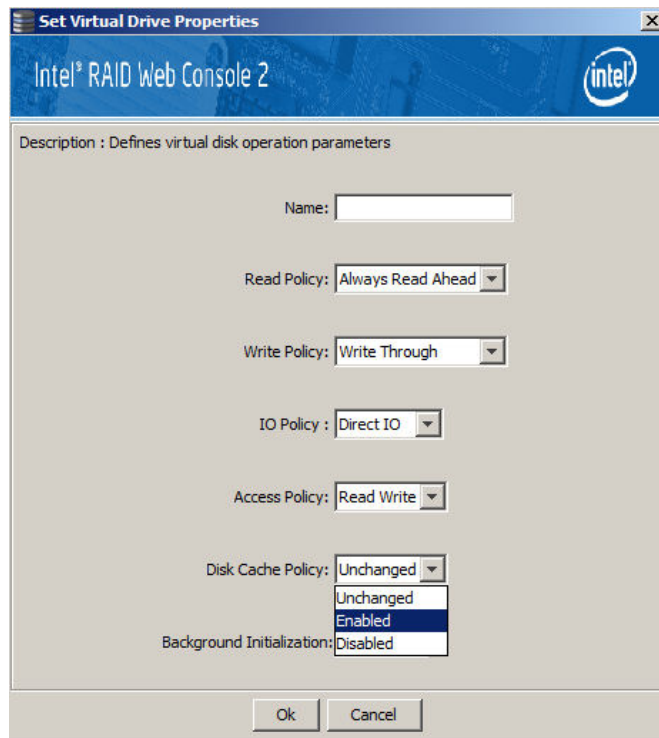 Set Virtual Drive Properties
Intel® RAID Web Console 2
intel
Description : Defines virtual disk operation parameters
Name:
Read Policy: Always Read Ahead
Write Policy: Write Through
IO Policy : Direct IO
Access Policy: Read Write
Disk Cache Policy: Unchanged
Unchanged
Enabled
Background Initialization: Disabled
Ok Cancel